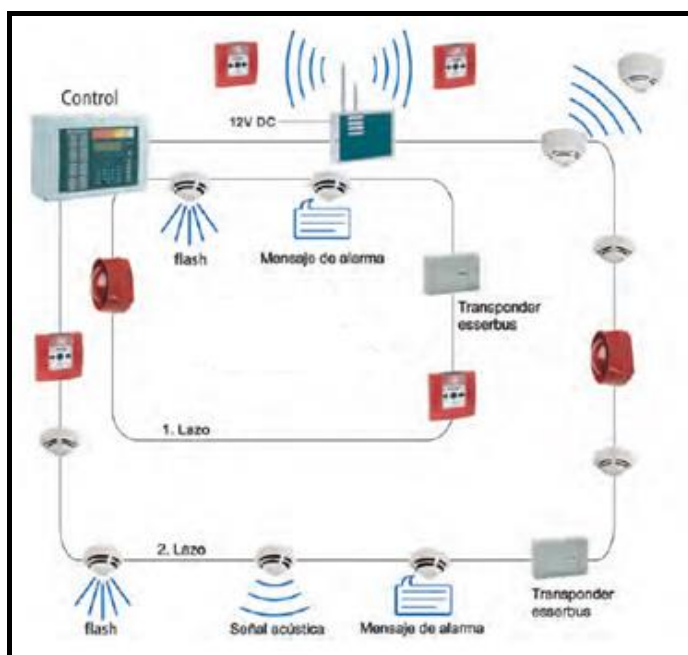 Control
12V DC
flash
Mensaje de alarma
Transponder
esserbus
1. Lazo
2. Lazo
flash
Señal acústica
Mensaje de alarma
Transponder
esserbus